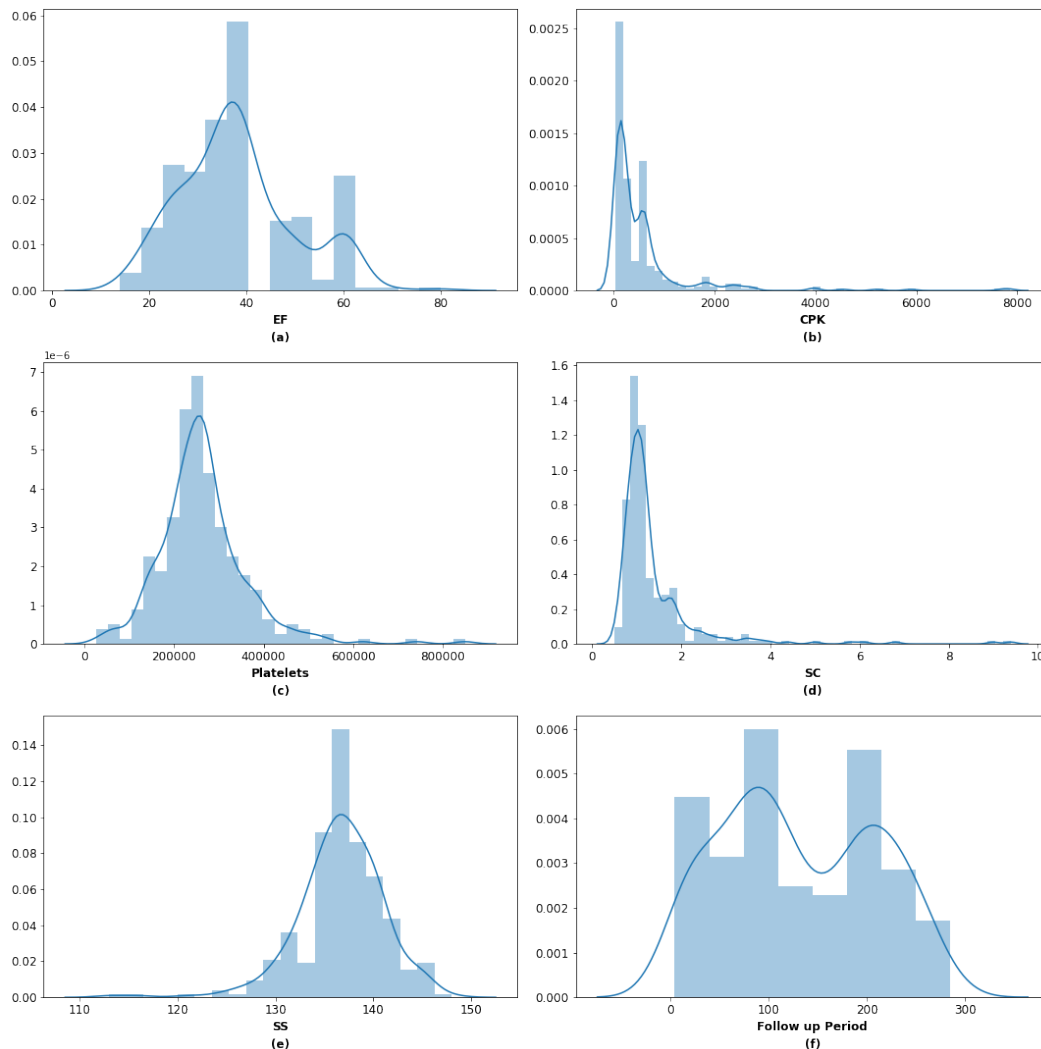 0.06
0.05
0.04
0.03
0.02
0.01
0.00
0 20 40 60 80
EF
(a)
0.0025
0.0020
0.0015
0.0010
0.0005
0.0000
0 2000 4000 6000 8000
CPK
(b)
1e−6
7
6
5
4
3
2
1
0
0 200000 400000 600000 800000
Platelets
(c)
1.6
1.4
1.2
1.0
0.8
0.6
0.4
0.2
0.0
0 2 4 6 8 10
SC
(d)
0.14
0.12
0.10
0.08
0.06
0.04
0.02
0.00
110 120 130 140 150
SS
(e)
0.006
0.005
0.004
0.003
0.002
0.001
0.000
0 100 200 300
Follow up Period
(f)